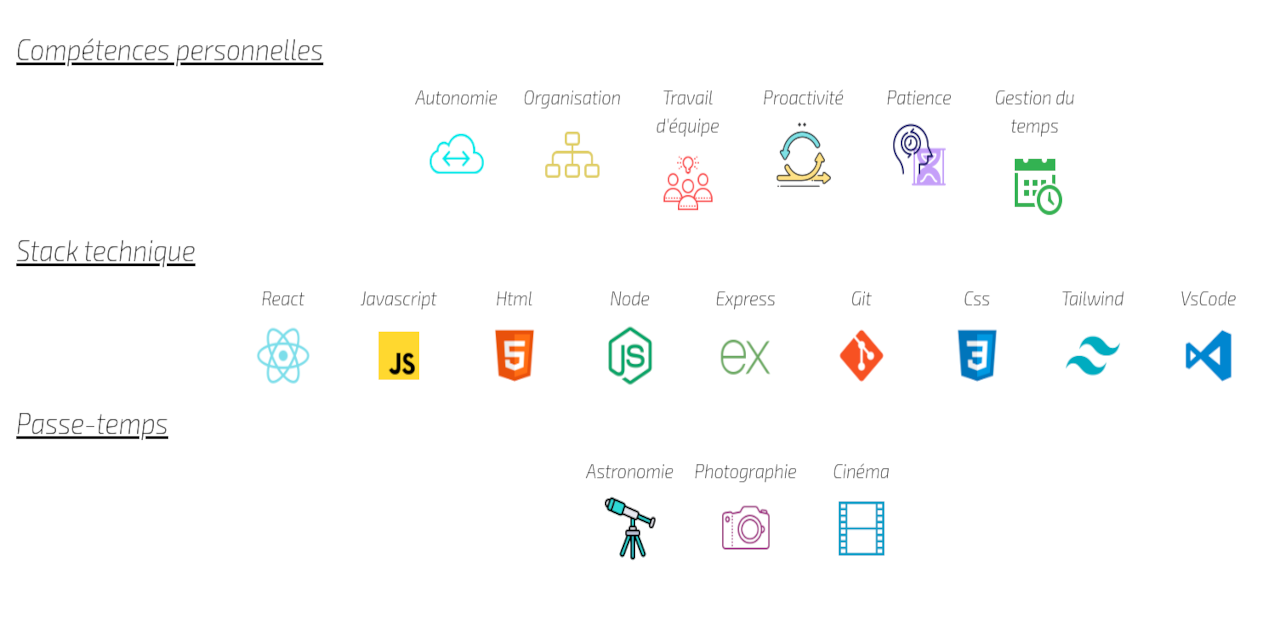 Compétences personnelles
Autonomie Organisation Travail Proactivité Patience Gestion du
d'équipe temps
Stack technique
React Javascript Html Node Express Git Css Tailwind VsCode
JS 5 JS ex 3
Passe-temps
Astronomie Photographie Cinéma